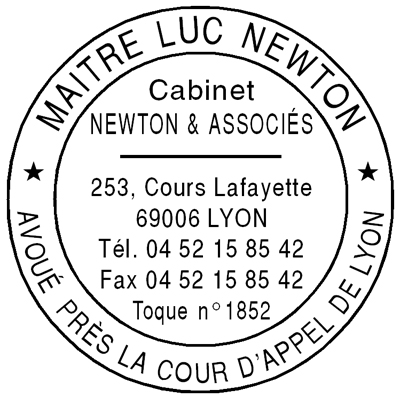 MAITRE LUC NEWTON
Cabinet
NEWTON & ASSOCIÉS
253, Cours Lafayette
69006 LYON
Tél. 04 52 15 85 42
Fax 04 52 15 85 42
Toque n° 1852
AVOUÉ PRÈS LA COUR D'APPEL DE LYON